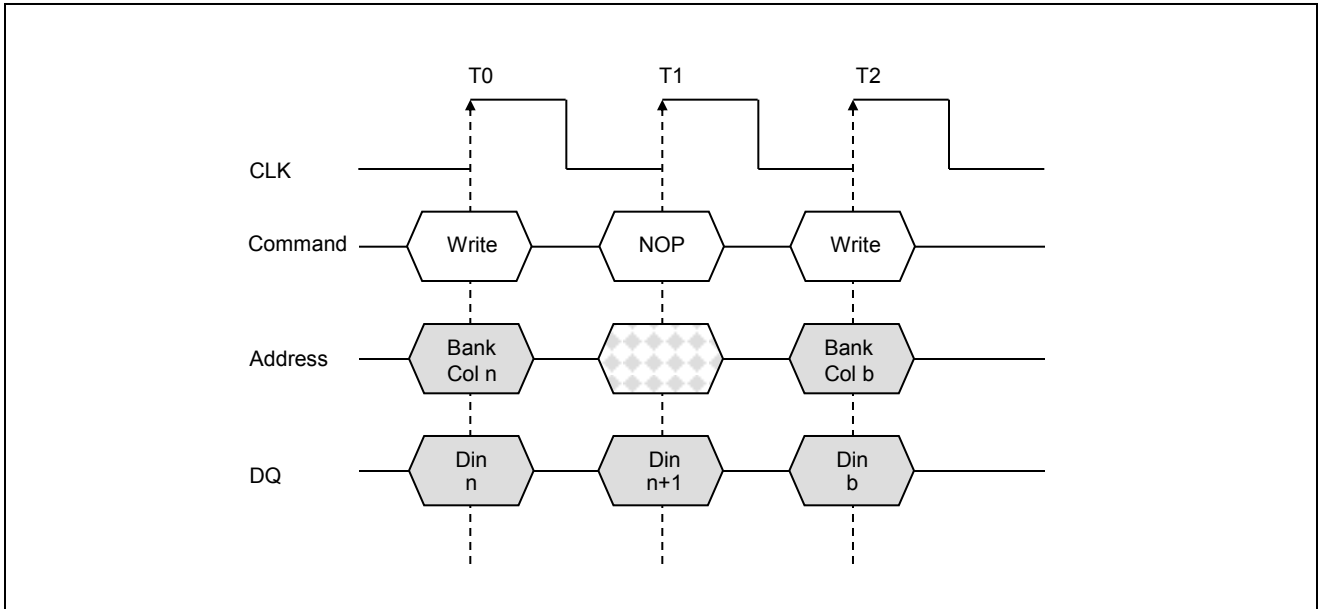 T0 T1 T2
CLK
Command Write NOP Write
Address Bank Col n Bank Col b
DQ Din n Din n+1 Din b